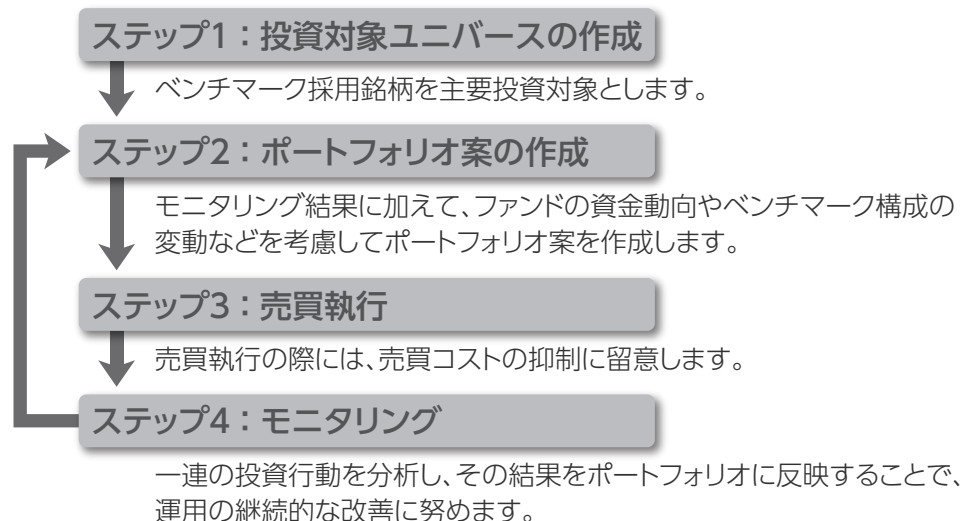 ステップ1：投資対象ユニバースの作成
ベンチマーク採用銘柄を主要投資対象とします。
ステップ2：ポートフォリオ案の作成
モニタリング結果に加えて、ファンドの資金動向やベンチマーク構成の
変動などを考慮してポートフォリオ案を作成します。
ステップ3：売買執行
売買執行の際には、売買コストの抑制に留意します。
ステップ4：モニタリング
一連の投資行動を分析し、その結果をポートフォリオに反映することで、
運用の継続的な改善に努めます。